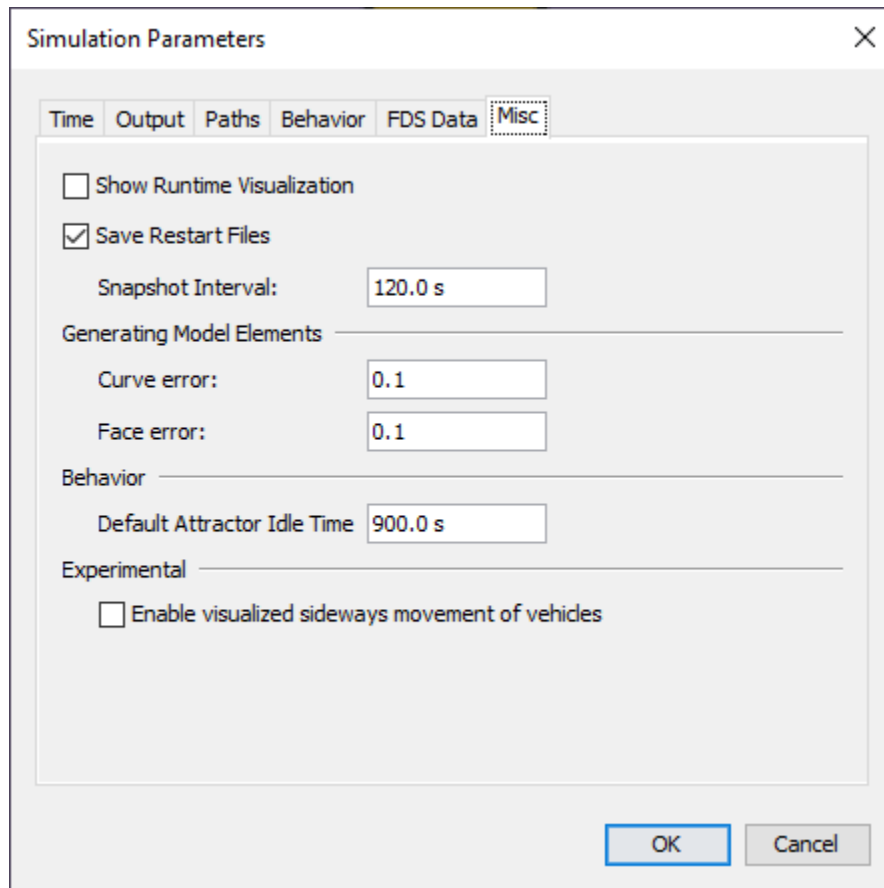 Simulation Parameters
Time Output Paths Behavior FDS Data Misc
Show Runtime Visualization
Save Restart Files
Snapshot Interval: 120.0 s
Generating Model Elements
Curve error: 0.1
Face error: 0.1
Behavior
Default Attractor Idle Time 900.0 s
Experimental
Enable visualized sideways movement of vehicles
OK Cancel